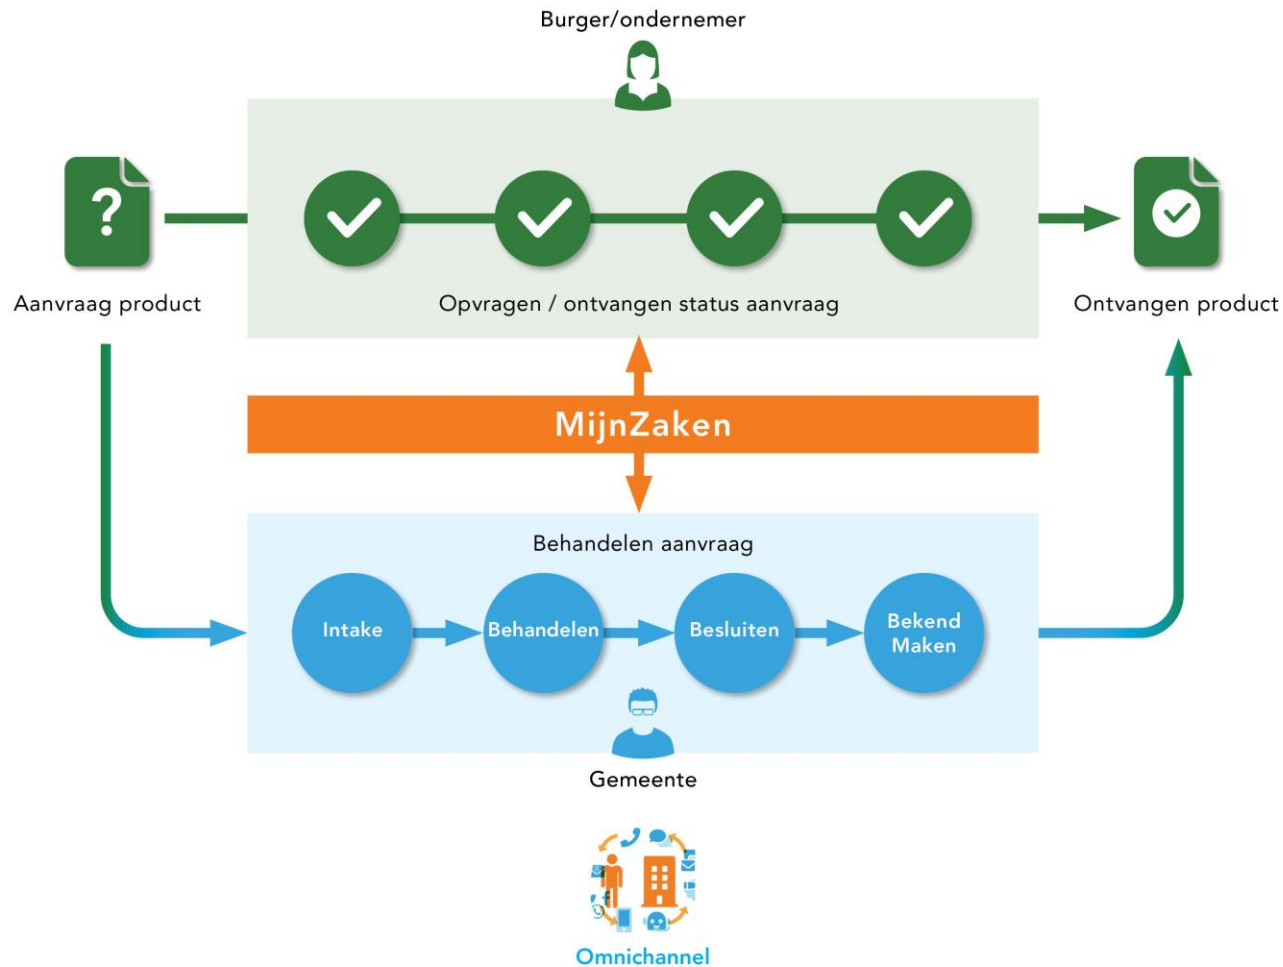 Burger/ondernemer
?
Aanvraag product
Opvragen / ontvangen status aanvraag
Ontvangen product
MijnZaken
Behandelen aanvraag
Intake
Behandelen
Besluiten
Bekend
Maken
Gemeente
Omnichannel